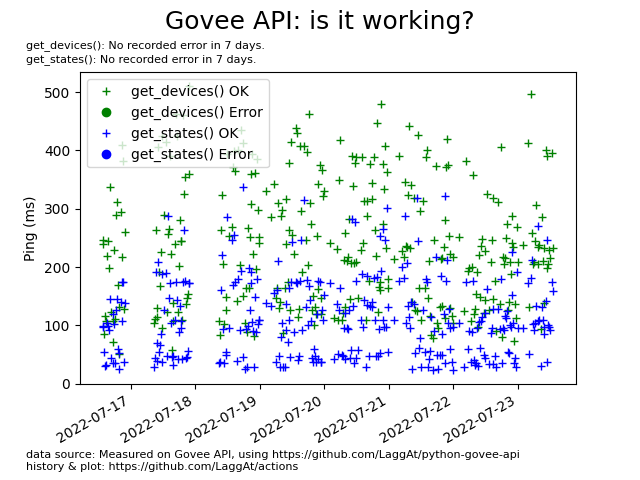 Govee API: is it working?
get_devices(): No recorded error in 7 days.
get_states(): No recorded error in 7 days.
get_devices() OK
get_devices() Error
get_states() OK
get_states() Error
Ping (ms)
500
400
300
200
100
0
2022-07-17
2022-07-18
2022-07-19
2022-07-20
2022-07-21
2022-07-22
2022-07-23
data source: Measured on Govee API, using https://github.com/LaggAt/python-govee-api
history & plot: https://github.com/LaggAt/actions